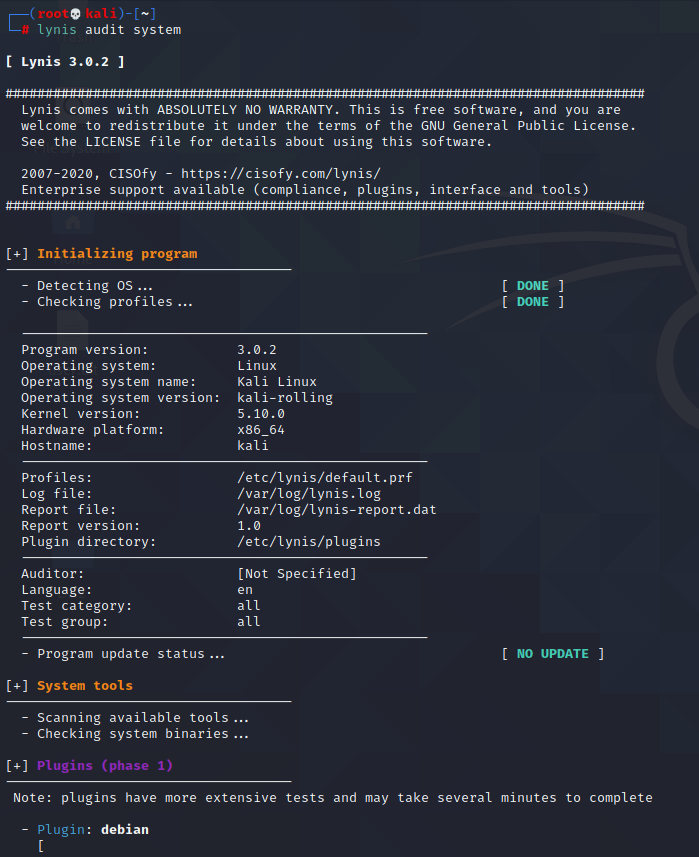 ┌──(root💀kali)-[~]
└─# lynis audit system

[ Lynis 3.0.2 ]

################################################################################
  Lynis comes with ABSOLUTELY NO WARRANTY. This is free software, and you are
  welcome to redistribute it under the terms of the GNU General Public License.
  See the LICENSE file for details about using this software.

  2007-2020, CISOfy - https://cisofy.com/lynis/
  Enterprise support available (compliance, plugins, interface and tools)
################################################################################


[+] Initializing program
------------------------------------
  - Detecting OS...                                           [ DONE ]
  - Checking profiles...                                      [ DONE ]

  ---------------------------------------------------
  Program version:           3.0.2
  Operating system:          Linux
  Operating system name:     Kali Linux
  Operating system version:  kali-rolling
  Kernel version:            5.10.0
  Hardware platform:         x86_64
  Hostname:                  kali
  ---------------------------------------------------
  Profiles:                  /etc/lynis/default.prf
  Log file:                  /var/log/lynis.log
  Report file:               /var/log/lynis-report.dat
  Report version:            1.0
  Plugin directory:          /etc/lynis/plugins
  ---------------------------------------------------
  Auditor:                   [Not Specified]
  Language:                  en
  Test category:             all
  Test group:                all
  ---------------------------------------------------
  - Program update status...                                  [ NO UPDATE ]

[+] System tools
------------------------------------
  - Scanning available tools...
  - Checking system binaries...

[+] Plugins (phase 1)
------------------------------------
 Note: plugins have more extensive tests and may take several minutes to complete

  - Plugin: debian
    [